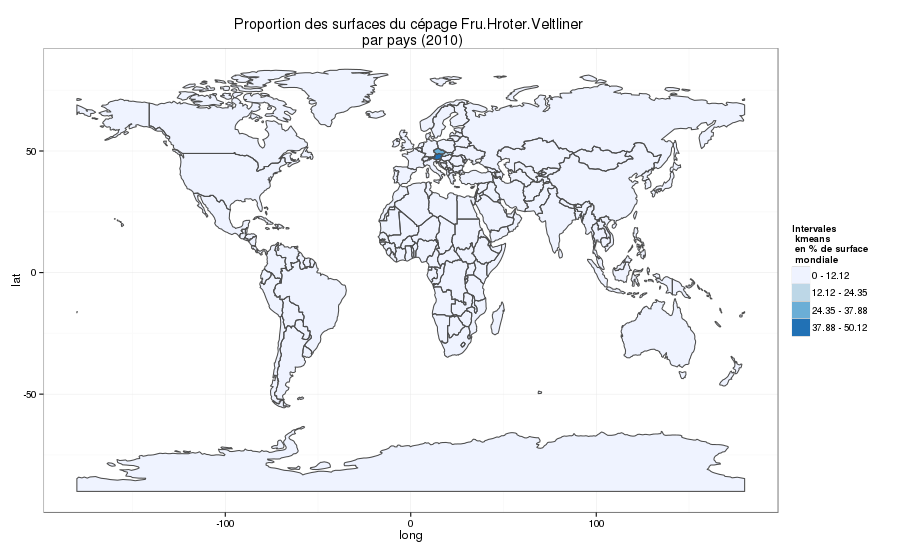 Proportion des surfaces du cépage Fru.Hroter.Veltliner
par pays (2010)
50
0
-50
lat
-100
0
100
long
Intervales
kmeans
en % de surface
mondiale
0 - 12.12
12.12 - 24.35
24.35 - 37.88
37.88 - 50.12